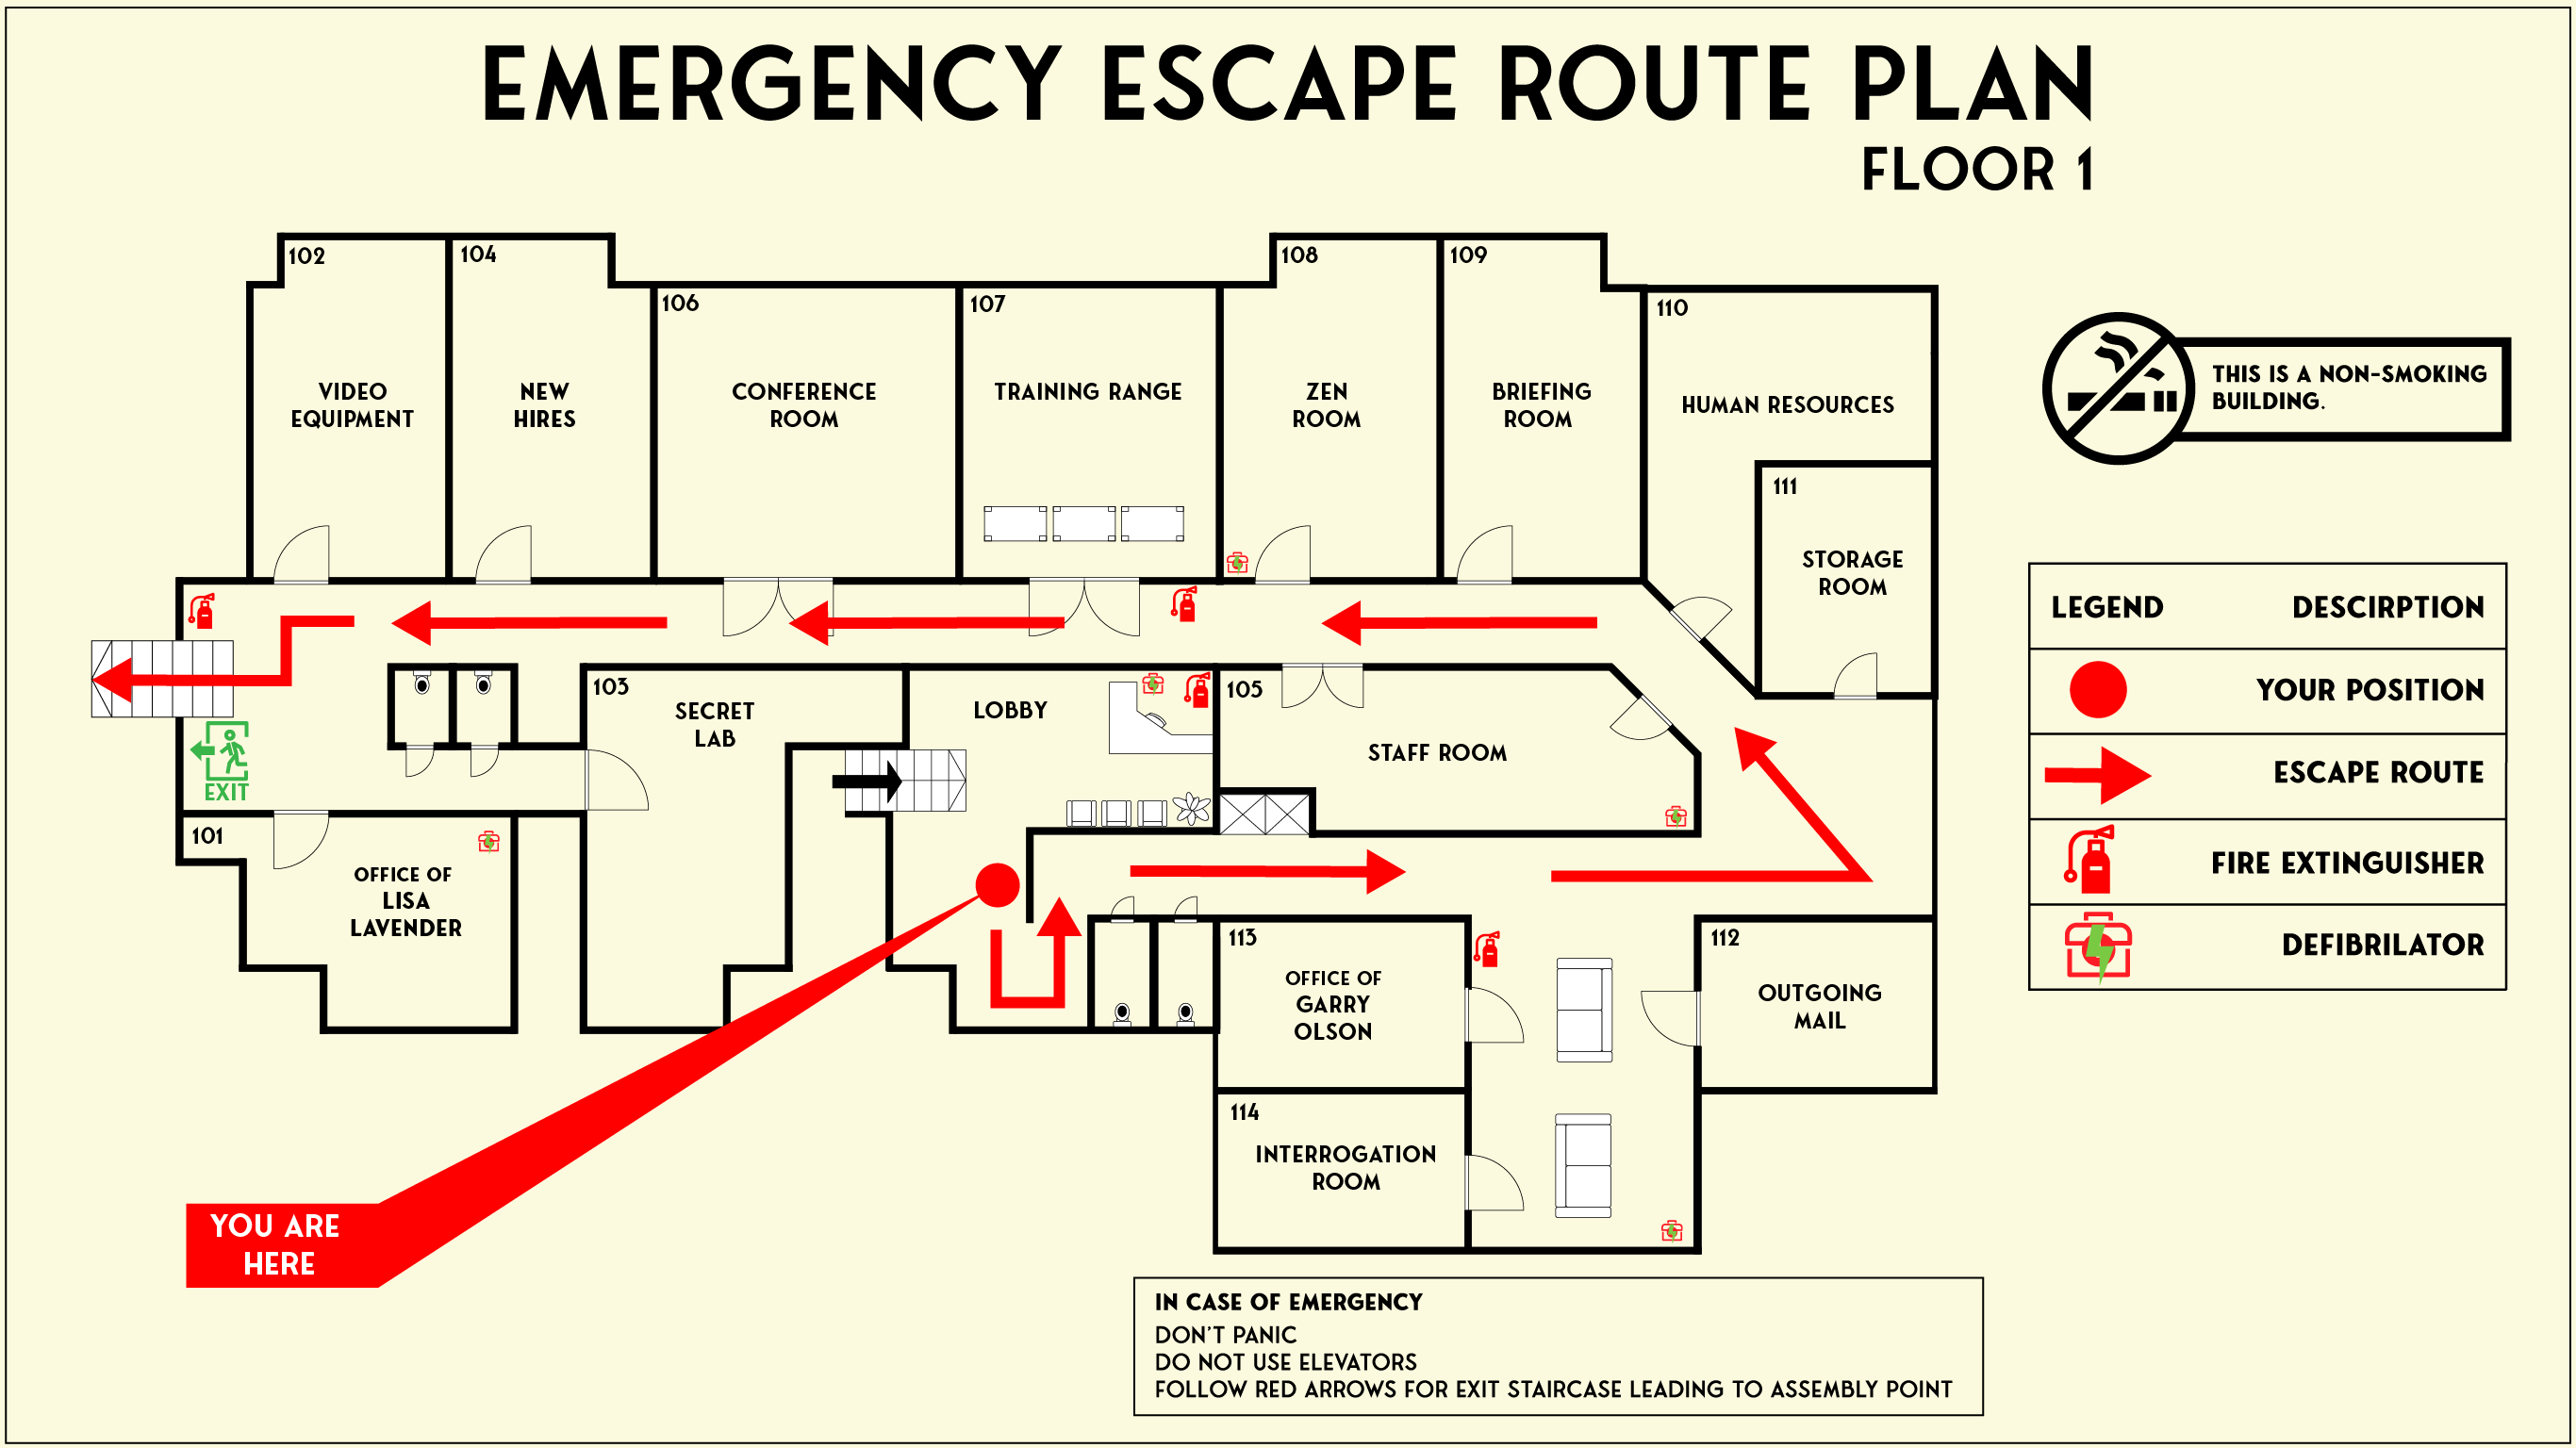 EMERGENCY ESCAPE ROUTE PLAN
FLOOR 1
102
VIDEO
EQUIPMENT
104
NEW
HIRES
106
CONFERENCE
ROOM
107
TRAINING RANGE
108
ZEN
ROOM
109
BRIEFING
ROOM
110
HUMAN RESOURCES
111
STORAGE
ROOM
THIS IS A NON-SMOKING
BUILDING.
LEGEND DESCIRPTION
YOUR POSITION
ESCAPE ROUTE
FIRE EXTINGUISHER
DEFIBRILATOR
EXIT
103
SECRET
LAB
LOBBY
105
STAFF ROOM
101
OFFICE OF
LISA
LAVENDER
113
OFFICE OF
GARRY
OLSON
112
OUTGOING
MAIL
114
INTERROGATION
ROOM
YOU ARE
HERE
IN CASE OF EMERGENCY
DON'T PANIC
DO NOT USE ELEVATORS
FOLLOW RED ARROWS FOR EXIT STAIRCASE LEADING TO ASSEMBLY POINT